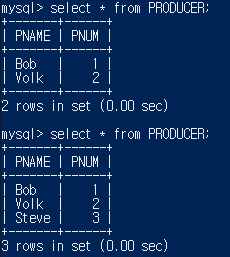 mysql> select * from PRODUCER;
+-------+------+
| PNAME | PNUM |
+-------+------+
| Bob   |    1 |
| Volk  |    2 |
+-------+------+
2 rows in set (0.00 sec)
mysql> select * from PRODUCER;
+-------+------+
| PNAME | PNUM |
+-------+------+
| Bob   |    1 |
| Volk  |    2 |
| Steve |    3 |
+-------+------+
3 rows in set (0.00 sec)